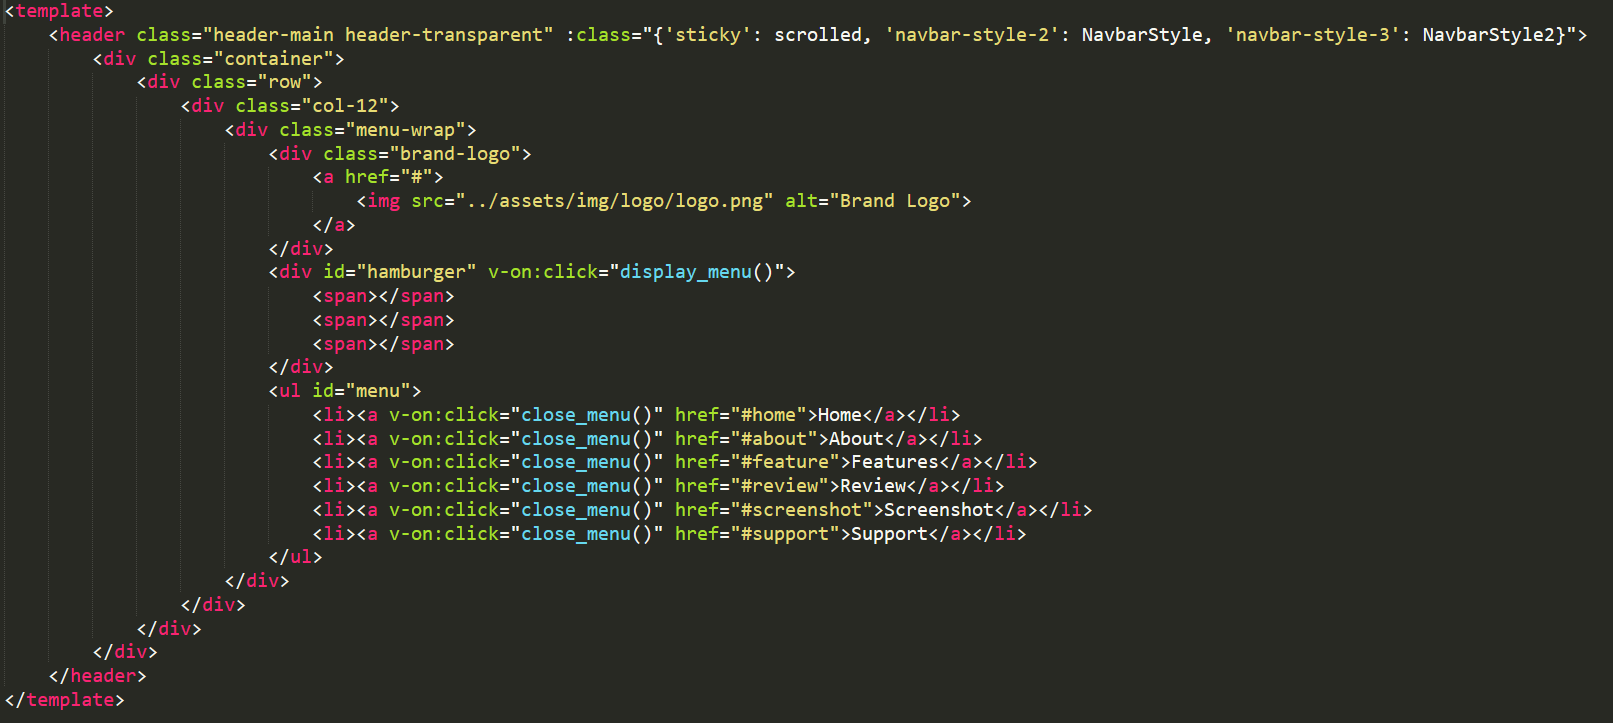 <template>
    <header class="header-main header-transparent" :class="{'sticky': scrolled, 'navbar-style-2': NavbarStyle, 'navbar-style-3': NavbarStyle2}">
        <div class="container">
            <div class="row">
                <div class="col-12">
                    <div class="menu-wrap">
                        <div class="brand-logo">
                            <a href="#">
                                <img src="../assets/img/logo/logo.png" alt="Brand Logo">
                            </a>
                        </div>
                        <div id="hamburger" v-on:click="display_menu()">
                            <span></span>
                            <span></span>
                            <span></span>
                        </div>
                        <ul id="menu">
                            <li><a v-on:click="close_menu()" href="#home">Home</a></li>
                            <li><a v-on:click="close_menu()" href="#about">About</a></li>
                            <li><a v-on:click="close_menu()" href="#feature">Features</a></li>
                            <li><a v-on:click="close_menu()" href="#review">Review</a></li>
                            <li><a v-on:click="close_menu()" href="#screenshot">Screenshot</a></li>
                            <li><a v-on:click="close_menu()" href="#support">Support</a></li>
                        </ul>
                    </div>
                </div>
            </div>
        </div>
    </header>
</template>